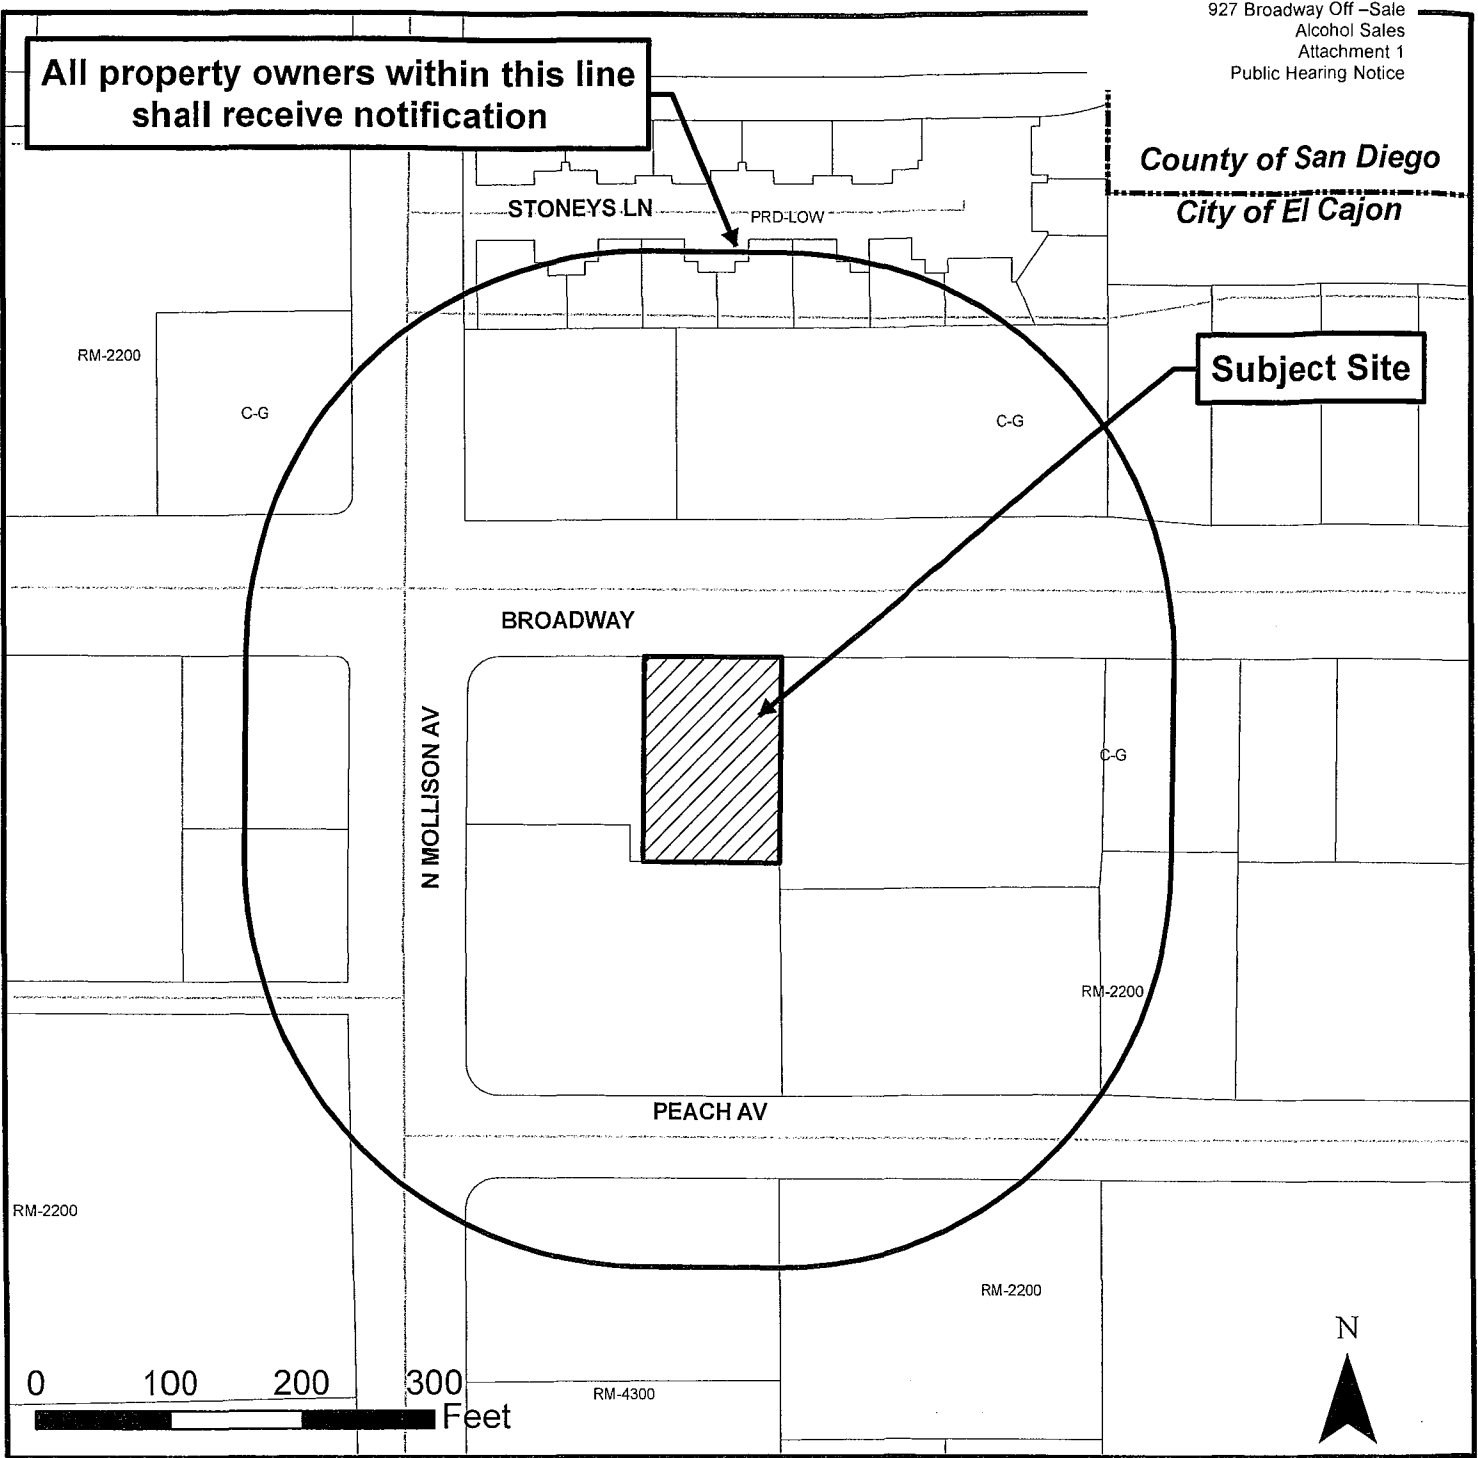 927 Broadway Off –Sale
Alcohol Sales
Attachment 1
Public Hearing Notice
All property owners within this line
shall receive notification
County of San Diego
City of El Cajon
STONEYS LN
PRD-LOW
Subject Site
RM-2200
C-G
C-G
BROADWAY
N MOLLISON AV
C-G
RM-2200
PEACH AV
RM-2200
RM-2200
RM-4300
N
0 100 200 300
Feet